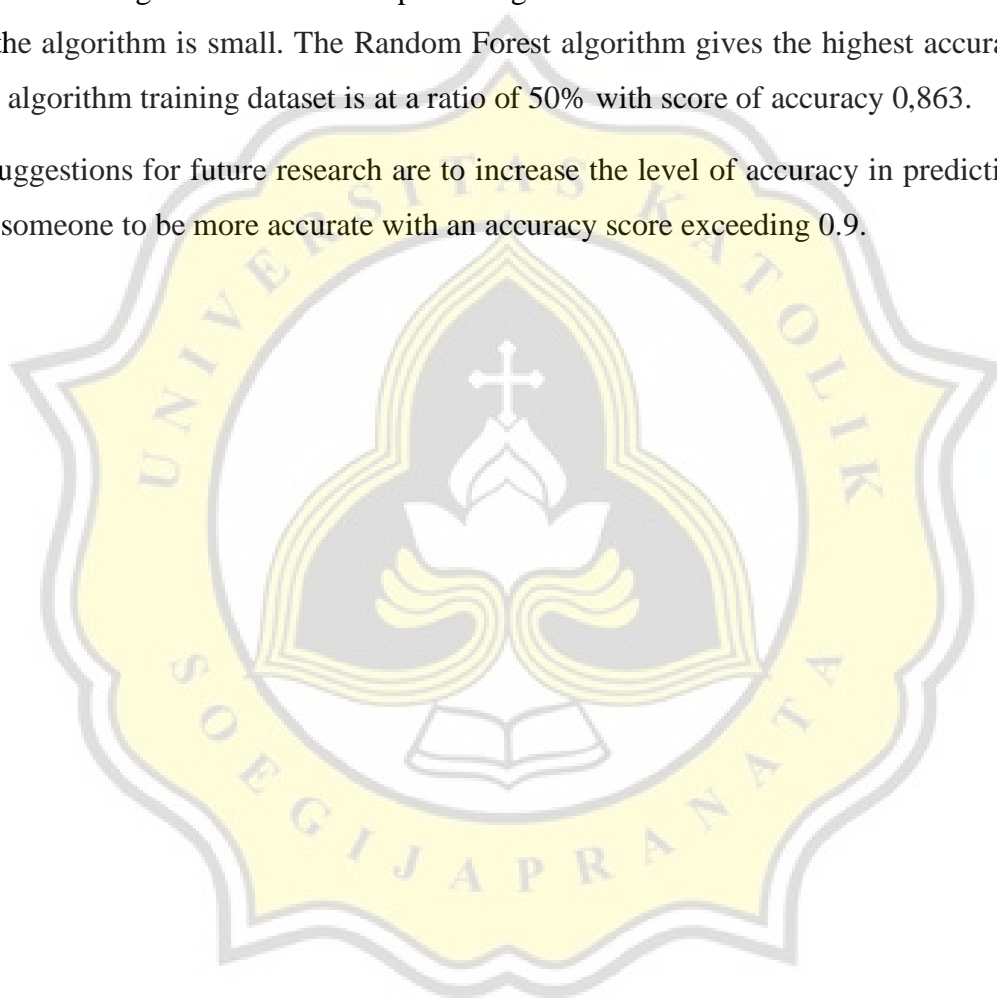 the algorithm is small. The Random Forest algorithm gives the highest
algorithm training dataset is at a ratio of 50% with score of accuracy 0,863.
uggestions for future research are to increase the level of accuracy in
someone to be more accurate with an accuracy score exceeding 0.9.
UNIVERSITAS KATOLIK
SOEGIJAPRANATA